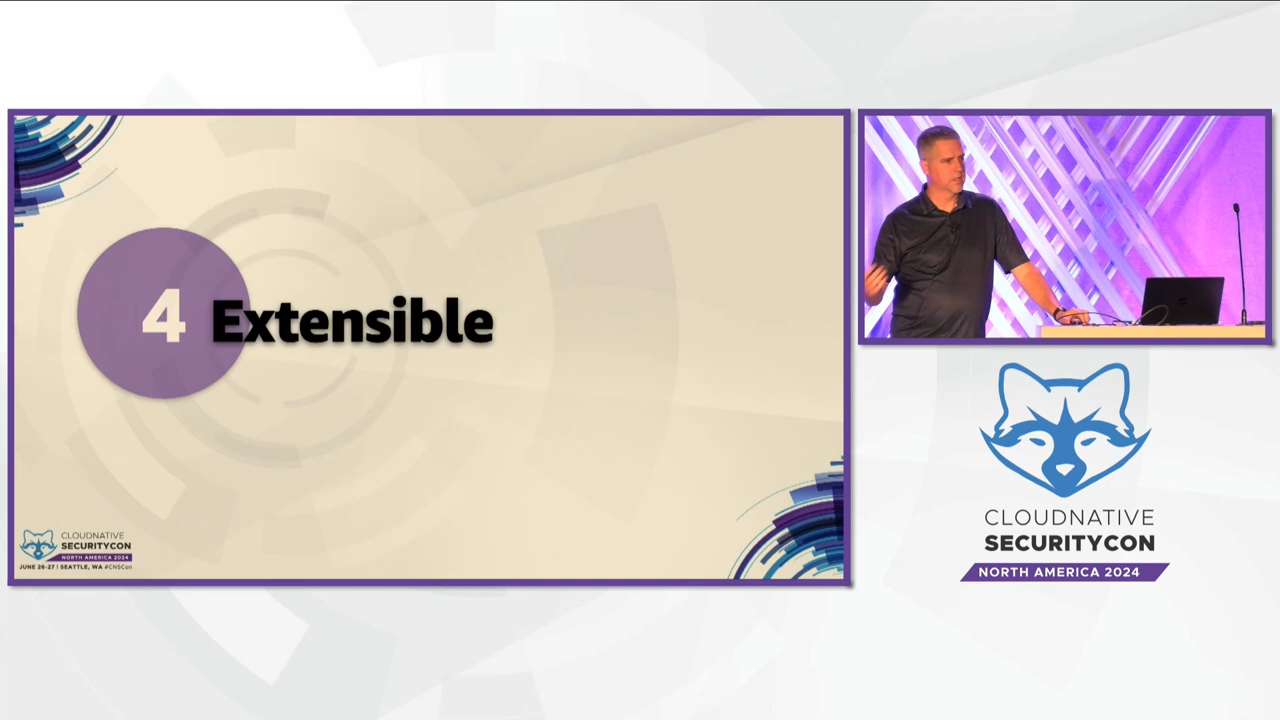 4 Extensible
CLOUDNATIVE
SECURITYCON
NORTH AMERICA 2024
JUNE 26-27 | SEATTLE, WA #CNSCon
CLOUDNATIVE
SECURITYCON
NORTH AMERICA 2024